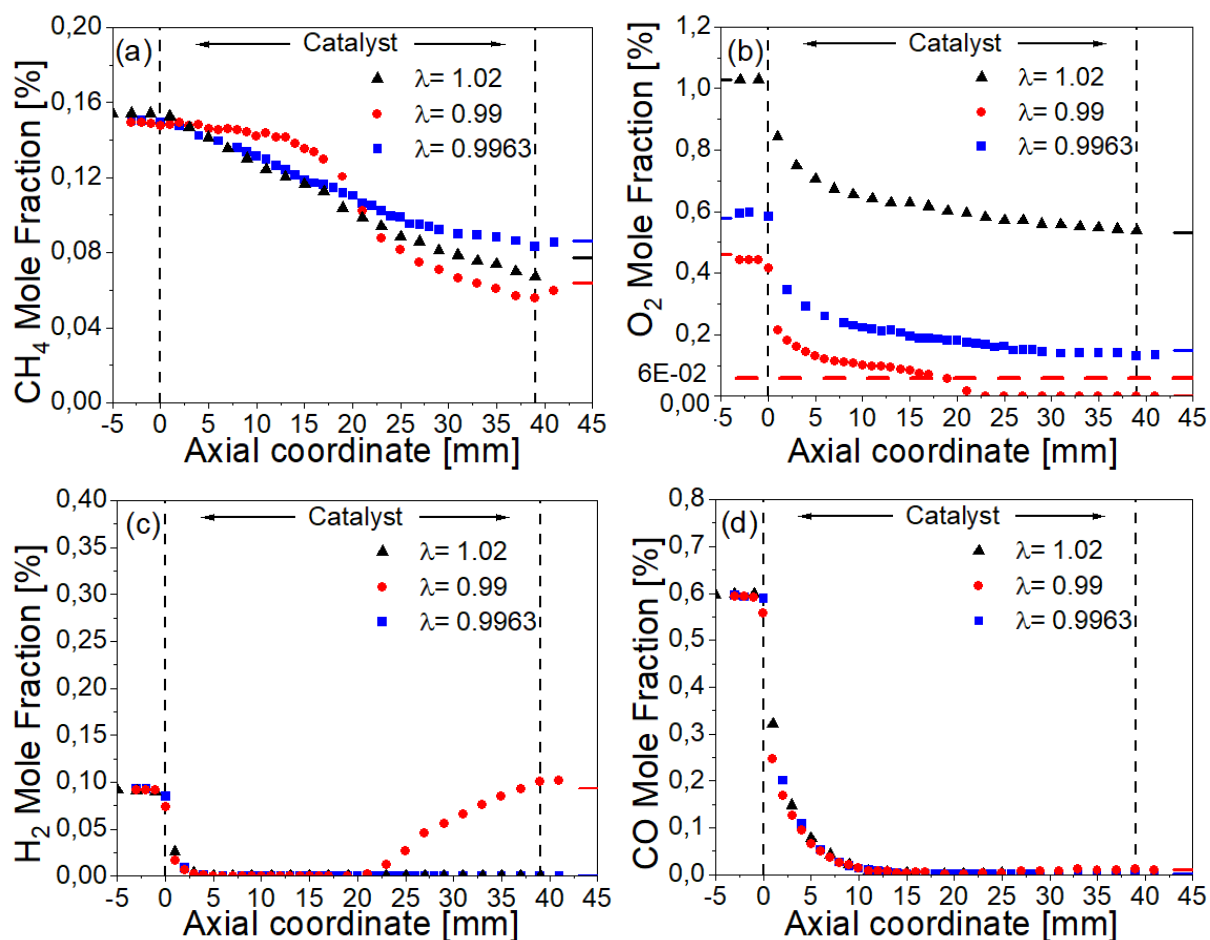 (a)
Catalyst
λ= 1.02
λ= 0.99
λ= 0.9963
CH4 Mole Fraction [%]
0,20
0,16
0,12
0,08
0,04
0,00
-5 0 5 10 15 20 25 30 35 40 45
Axial coordinate [mm]
(b)
Catalyst
λ= 1.02
λ= 0.99
λ= 0.9963
O2 Mole Fraction [%]
1,2
1,0
0,8
0,6
0,4
0,2
6E-02
0,00
-5 0 5 10 15 20 25 30 35 40 45
Axial coordinate [mm]
(c)
Catalyst
λ= 1.02
λ= 0.99
λ= 0.9963
H2 Mole Fraction [%]
0,40
0,35
0,30
0,25
0,20
0,15
0,10
0,05
0,00
-5 0 5 10 15 20 25 30 35 40 45
Axial coordinate [mm]
(d)
Catalyst
λ= 1.02
λ= 0.99
λ= 0.9963
CO Mole Fraction [%]
0,8
0,7
0,6
0,5
0,4
0,3
0,2
0,1
0,0
-5 0 5 10 15 20 25 30 35 40 45
Axial coordinate [mm]